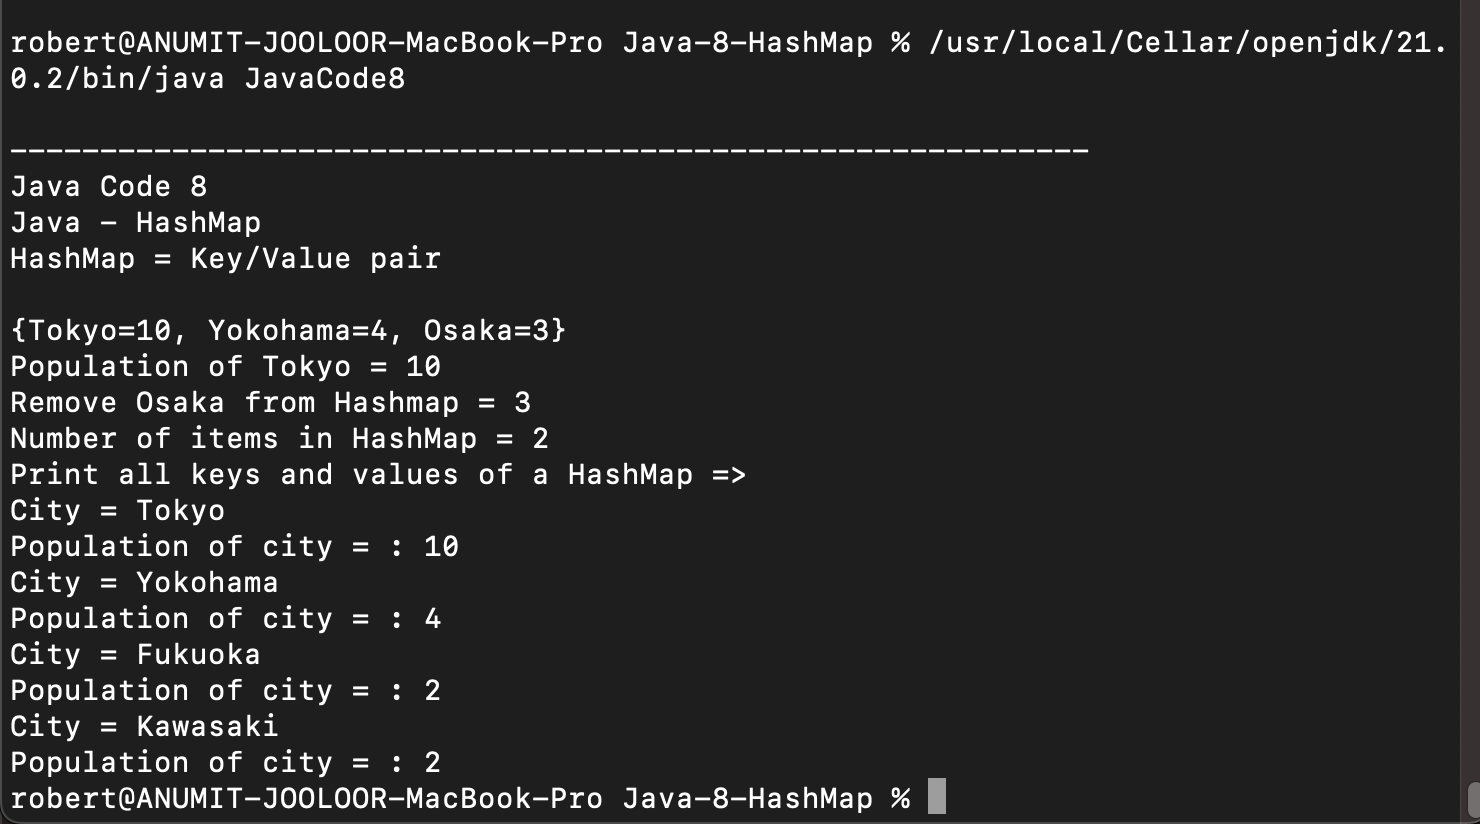 robert@ANUMIT-JOOLOOR-MacBook-Pro Java-8-HashMap % /usr/local/Cellar/openjdk/21.
0.2/bin/java JavaCode8
------------------------------------------------------------
Java Code 8
Java - HashMap
HashMap = Key/Value pair
{Tokyo=10, Yokohama=4, Osaka=3}
Population of Tokyo = 10
Remove Osaka from Hashmap = 3
Number of items in HashMap = 2
Print all keys and values of a HashMap =>
City = Tokyo
Population of city = : 10
City = Yokohama
Population of city = : 4
City = Fukuoka
Population of city = : 2
City = Kawasaki
Population of city = : 2
robert@ANUMIT-JOOLOOR-MacBook-Pro Java-8-HashMap %